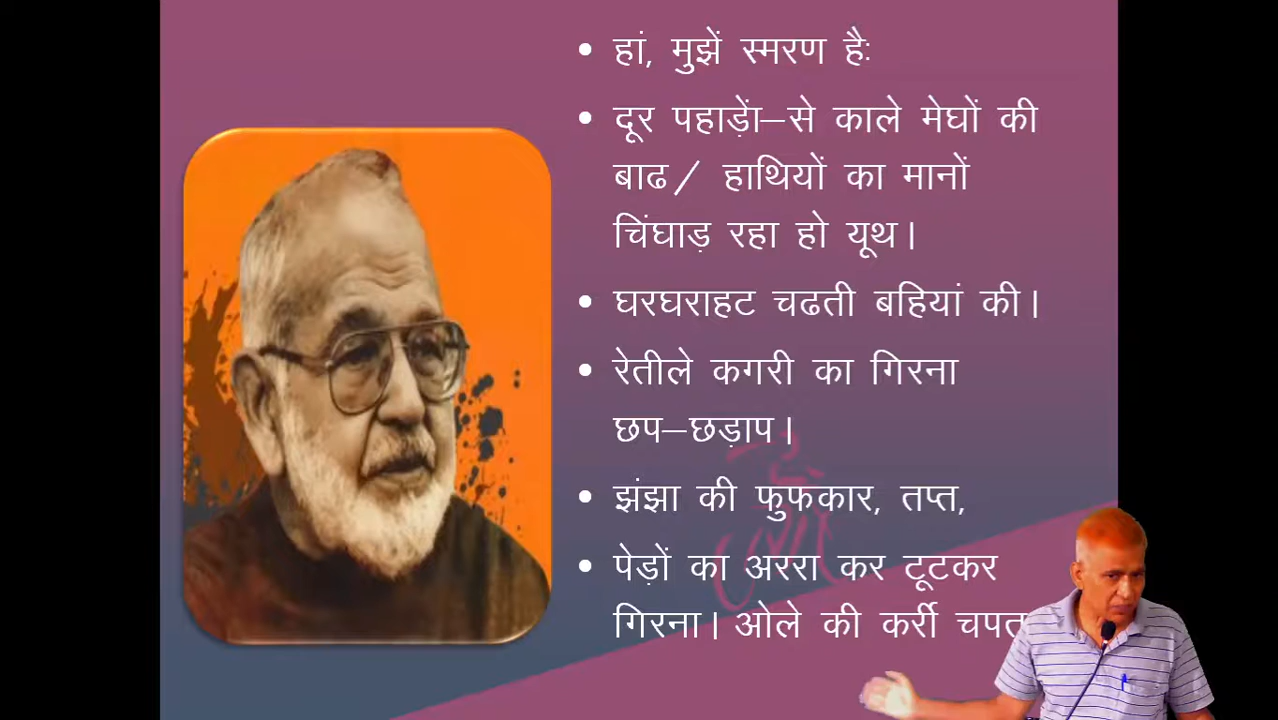 • हां, मुझें स्मरण है:
• दूर पहाड़ेां–से काले मेघों की
बाढ/ हाथियों का मानों
चिंघाड़ रहा हो यूथ।
• घरघराहट चढती बहियां की।
• रेतीले कगरी का गिरना
छप–छड़ाप।
• झंझा की फुफकार, तप्त,
• पेड़ों का अररा कर टूटकर
गिरना। ओले की कर्री चपत